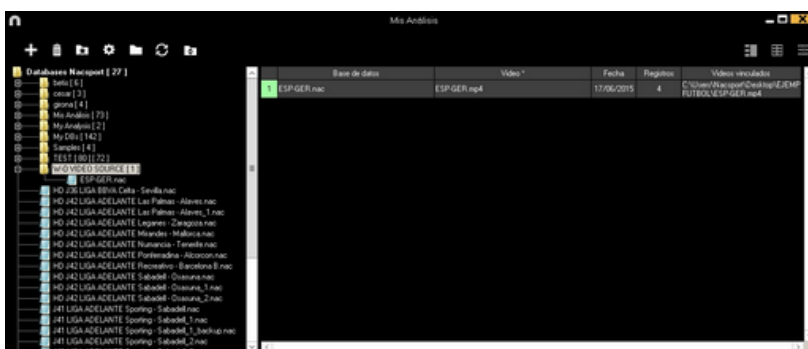 Mis Análisis
Databases Nacsport [ 27 ]
betis [ 6 ]
cesar [ 3 ]
girona [ 4 ]
Mis Análisis [ 73 ]
My Analysis [ 2 ]
My DBs [ 142 ]
Samples [ 4 ]
TEST [ 80 ] [ 72 ]
W-O VIDEO SOURCE [ 1 ]
ESP-GER.nac
HD J36 LIGA BBVA Celta - Sevilla.nac
HD J42 LIGA ADELANTE Las Palmas - Alaves.nac
HD J42 LIGA ADELANTE Las Palmas - Alaves_1.nac
HD J42 LIGA ADELANTE Leganes - Zaragoza.nac
HD J42 LIGA ADELANTE Mirandes - Mallorca.nac
HD J42 LIGA ADELANTE Numancia - Tenerife.nac
HD J42 LIGA ADELANTE Ponferradina - Alcorcon.nac
HD J42 LIGA ADELANTE Recreativo - Barcelona B.nac
HD J42 LIGA ADELANTE Sabadell - Osasuna.nac
HD J42 LIGA ADELANTE Sabadell - Osasuna_1.nac
HD J42 LIGA ADELANTE Sabadell - Osasuna_2.nac
J41 LIGA ADELANTE Sporting - Sabadell.nac
J41 LIGA ADELANTE Sporting - Sabadell_1.nac
J41 LIGA ADELANTE Sporting - Sabadell_1_backup.nac
J41 LIGA ADELANTE Sporting - Sabadell_2.nac
Base de datos Video * Fecha Registros Videos vinculados
1 ESP-GER.nac ESP-GER.mp4 17/06/2015 4 C:\Users\Nacsport\Desktop\EJEMP
FUTBOL\ESP-GER.mp4